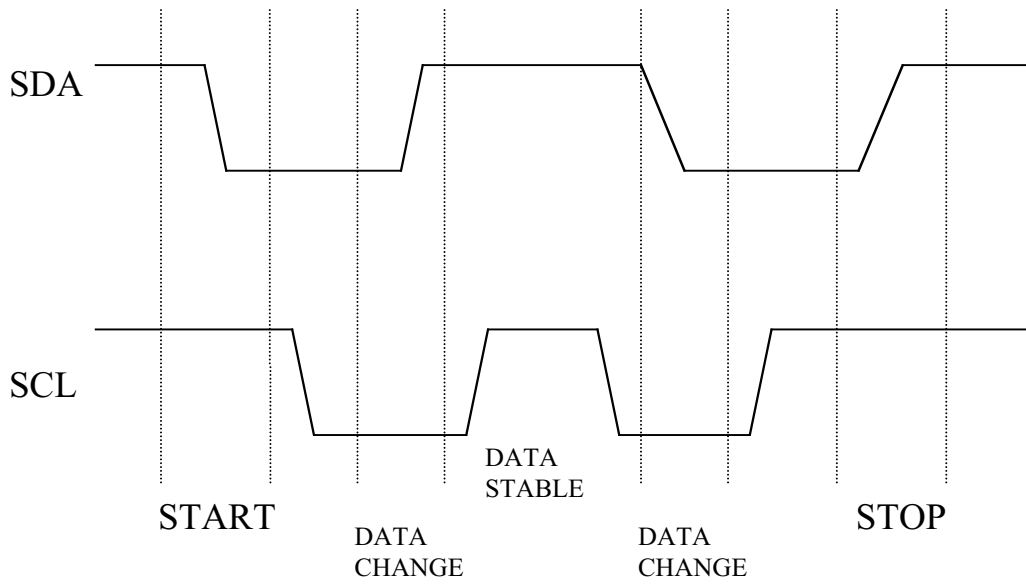 SDA
SCL
DATA
STABLE
START
STOP
DATA
CHANGE
DATA
CHANGE